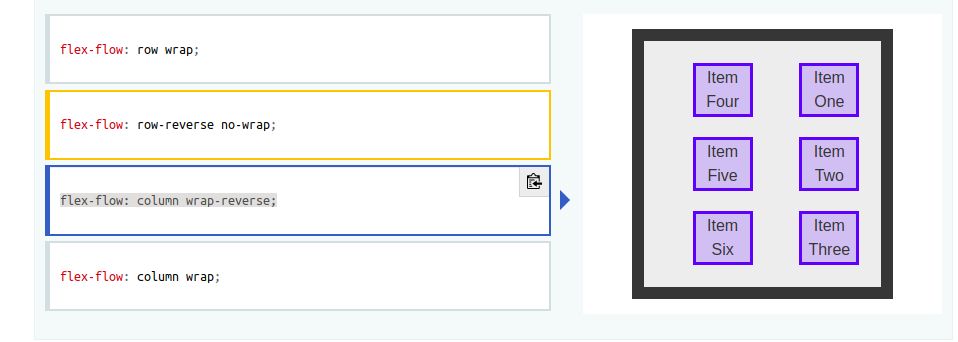 flex-flow: row wrap;
flex-flow: row-reverse no-wrap;
flex-flow: column wrap-reverse;
flex-flow: column wrap;
Item
Four
Item
One
Item
Five
Item
Two
Item
Six
Item
Three